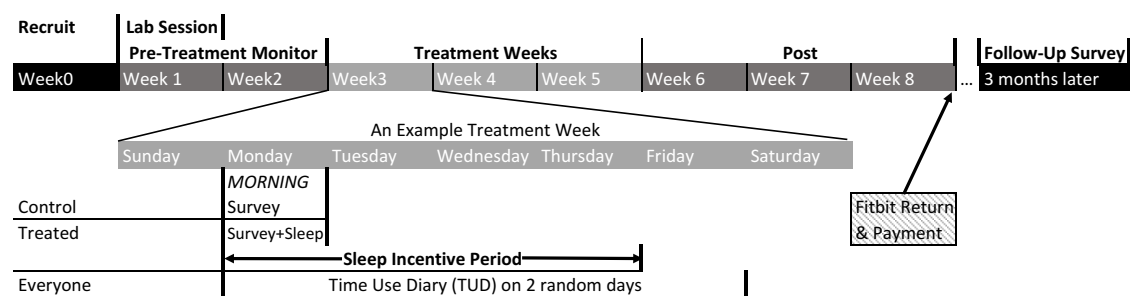 Recruit Lab Session
Pre-Treatment Monitor Treatment Weeks Post Follow-Up Survey
Week0 Week 1 Week2 Week3 Week 4 Week 5 Week 6 Week 7 Week 8 ... 3 months later
An Example Treatment Week
Sunday Monday Tuesday Wednesday Thursday Friday Saturday
MORNING
Control Survey Fitbit Return
Treated Survey+Sleep & Payment
Sleep Incentive Period
Everyone Time Use Diary (TUD) on 2 random days